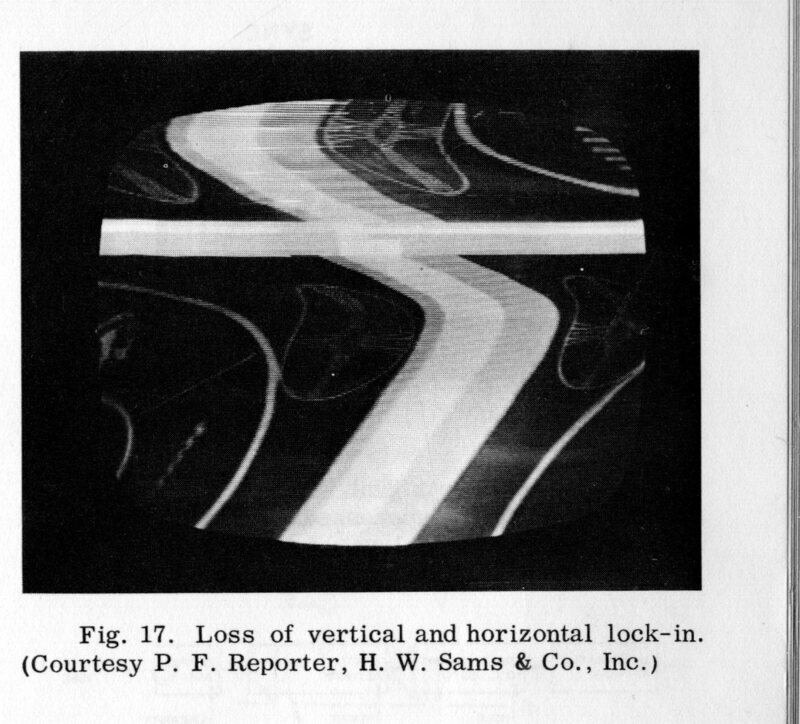 Fig. 17. Loss of vertical and horizontal lock-in.
(Courtesy P. F. Reporter, H. W. Sams & Co., Inc.)